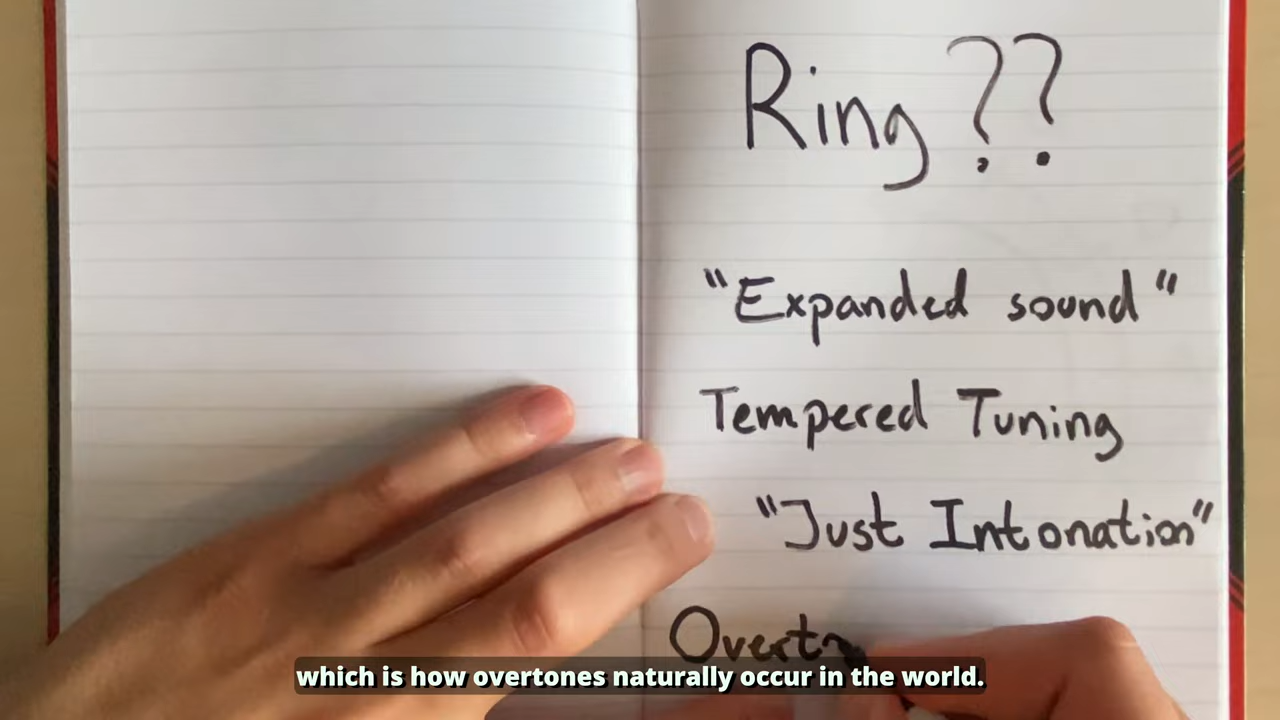 Ring ??
"Expanded sound"
Tempered Tuning
"Just Intonation"
which is how overtones naturally occur in the world.